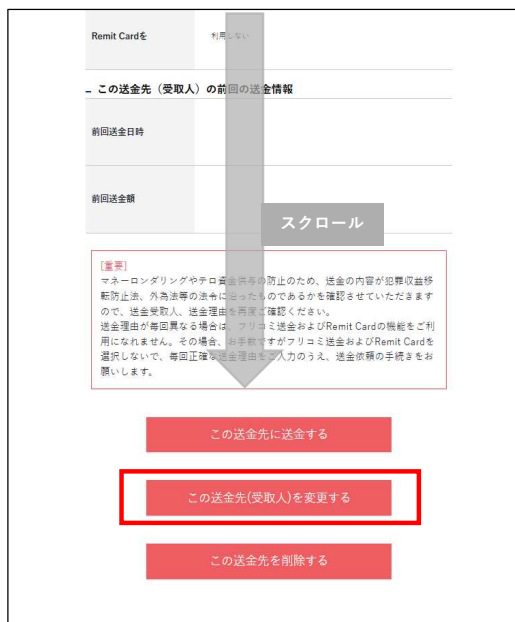 Remit Cardを
利用しない
この送金先（受取人）の前回の送金情報
前回送金日時
前回送金額
スクロール
[重要]
マネーロンダリングやテロ資金供与の防止のため、送金の内容が犯罪収益移
転防止法、外為法等の法令に沿ったものであるかを確認させていただきます
ので、送金受取人、送金理由を再度ご確認ください。
送金理由が毎回異なる場合は、フリコミ送金およびRemit Cardの機能をご利
用になれません。その場合、お手数ですがフリコミ送金およびRemit Cardを
選択しないで、毎回正確な送金理由をご入力のうえ、送金依頼の手続きをお
願いします。
この送金先に送金する
この送金先(受取人)を変更する
この送金先を削除する